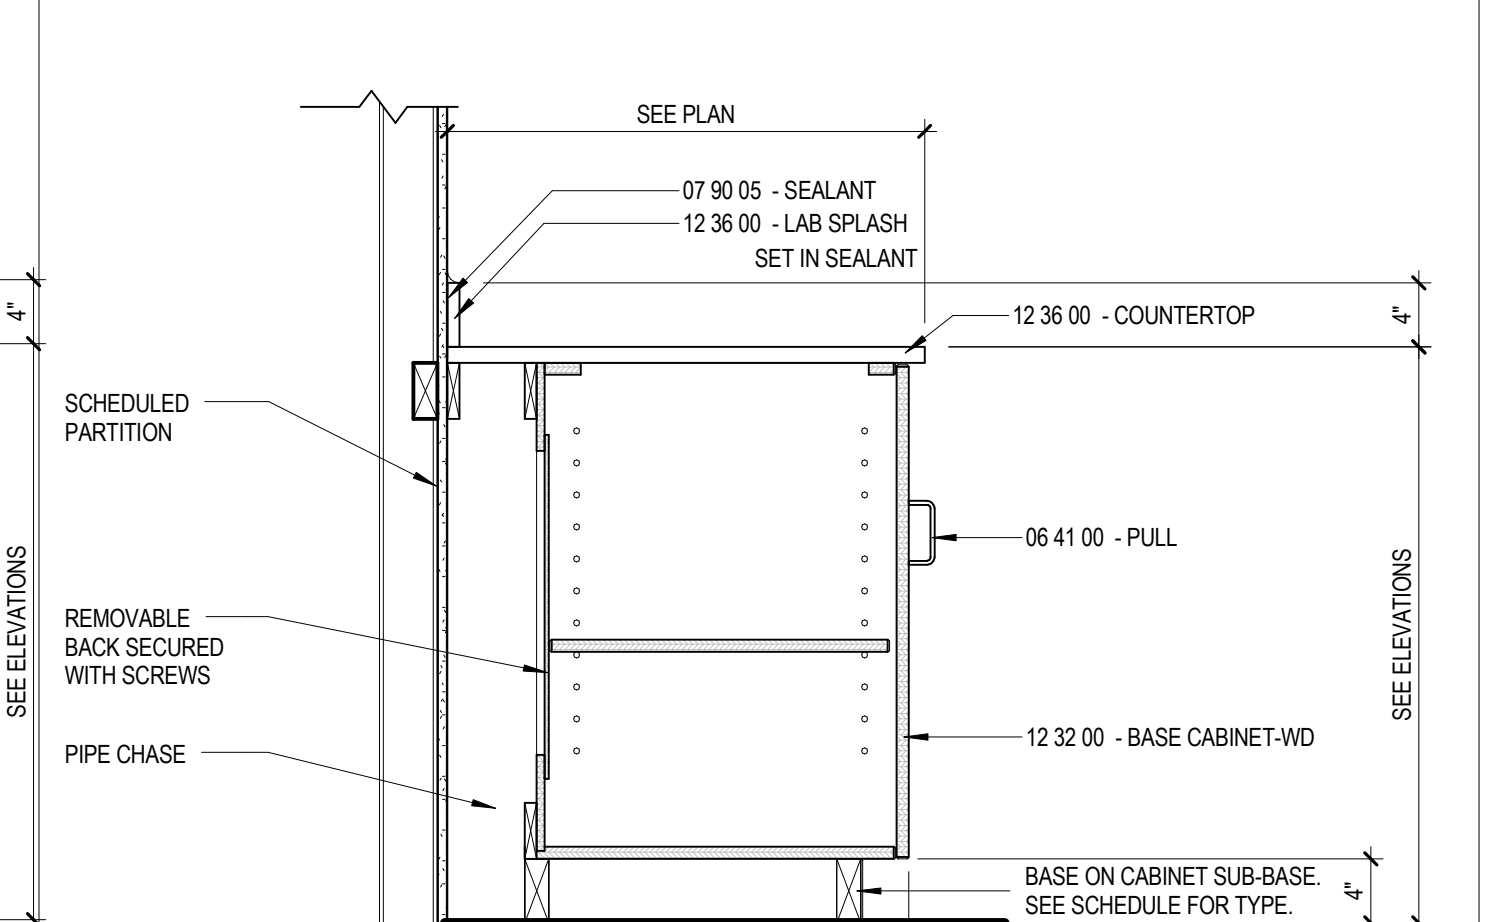 SEE PLAN
07 90 05 - SEALANT
12 36 00 - LAB SPLASH
SET IN SEALANT
4"
12 36 00 - COUNTERTOP
4"
SCHEDULED
PARTITION
06 41 00 - PULL
SEE ELEVATIONS
SEE ELEVATIONS
REMOVABLE
BACK SECURED
WITH SCREWS
12 32 00 - BASE CABINET-WD
PIPE CHASE
BASE ON CABINET SUB-BASE.
SEE SCHEDULE FOR TYPE.
4"